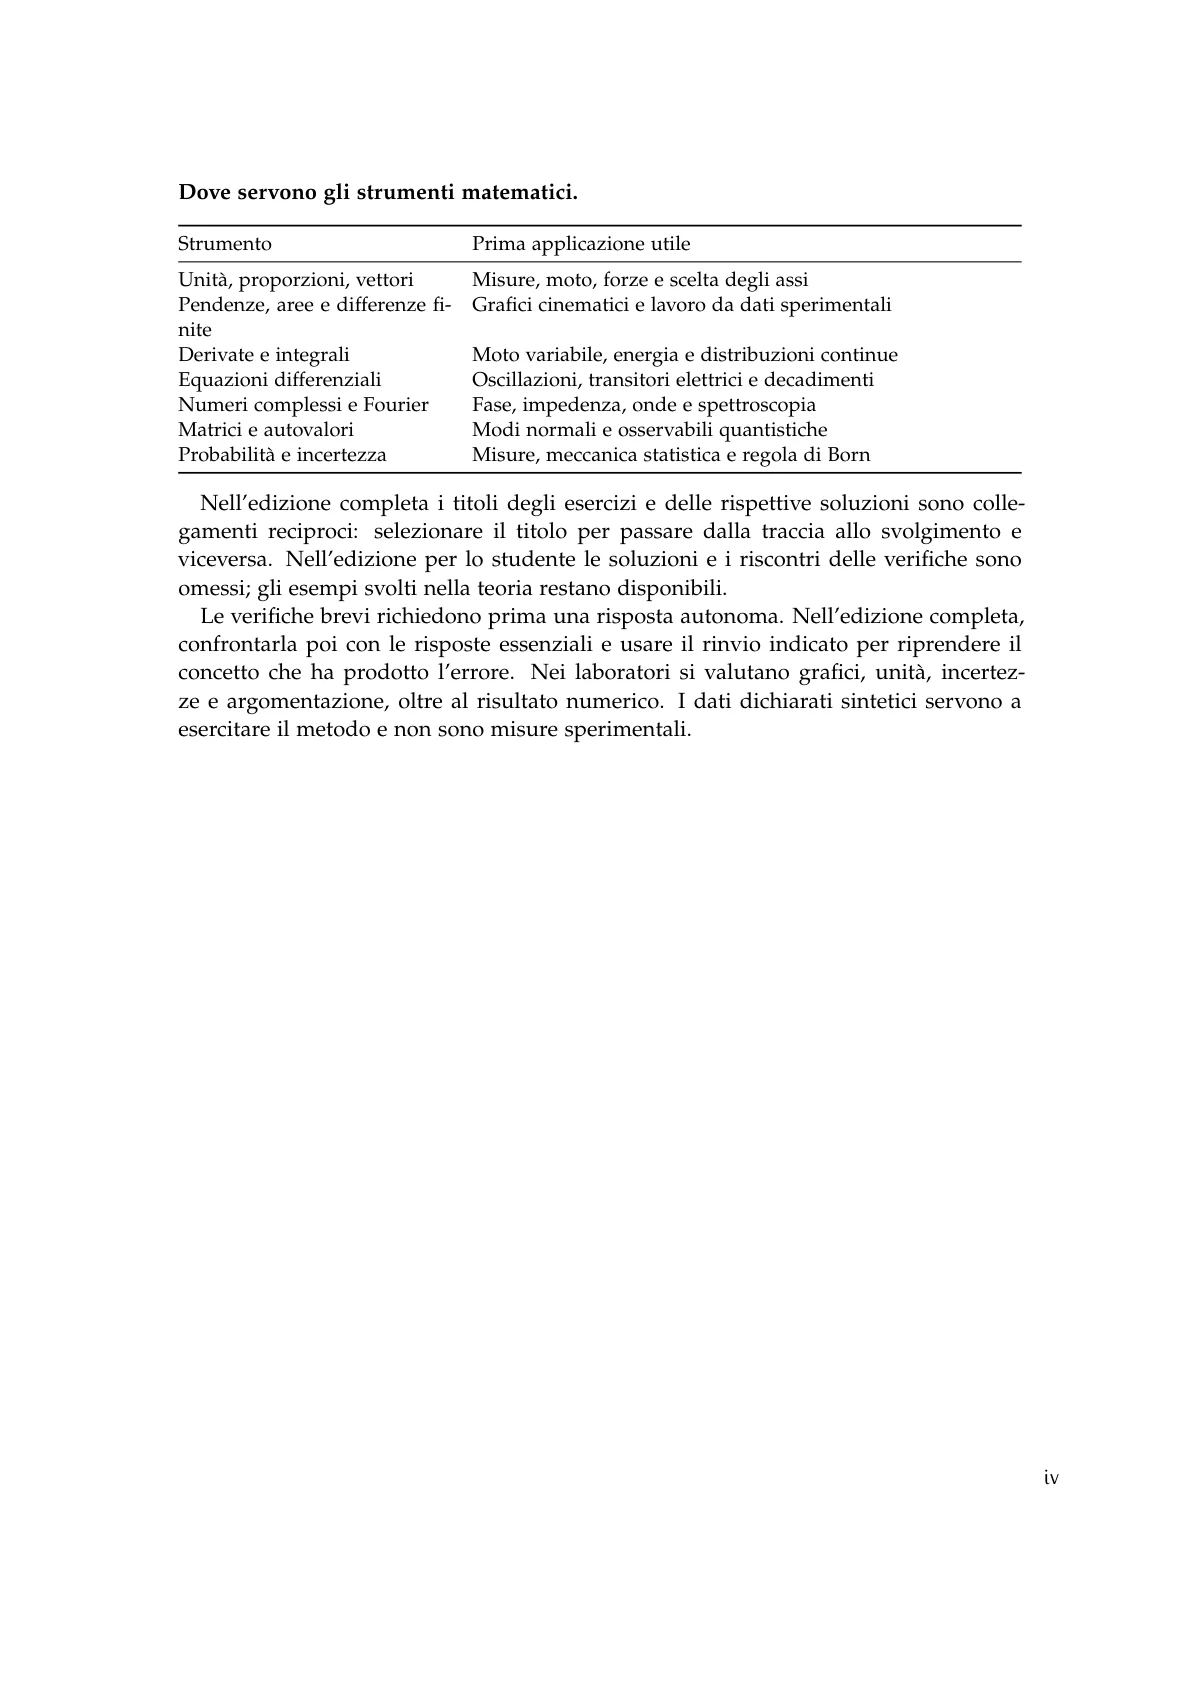 Dove servono gli strumenti matematici.
Strumento Prima applicazione utile
Unità, proporzioni, vettori Misure, moto, forze e scelta degli assi
Pendenze, aree e differenze fi- Grafici cinematici e lavoro da dati sperimentali
nite
Derivate e integrali Moto variabile, energia e distribuzioni continue
Equazioni differenziali Oscillazioni, transitori elettrici e decadimenti
Numeri complessi e Fourier Fase, impedenza, onde e spettroscopia
Matrici e autovalori Modi normali e osservabili quantistiche
Probabilità e incertezza Misure, meccanica statistica e regola di Born
Nell'edizione completa i titoli degli esercizi e delle rispettive soluzioni sono colle-
gamenti reciproci: selezionare il titolo per passare dalla traccia allo svolgimento e
viceversa. Nell'edizione per lo studente le soluzioni e i riscontri delle verifiche sono
omessi; gli esempi svolti nella teoria restano disponibili.
Le verifiche brevi richiedono prima una risposta autonoma. Nell'edizione completa,
confrontarla poi con le risposte essenziali e usare il rinvio indicato per riprendere il
concetto che ha prodotto l'errore. Nei laboratori si valutano grafici, unità, incertez-
ze e argomentazione, oltre al risultato numerico. I dati dichiarati sintetici servono a
esercitare il metodo e non sono misure sperimentali.
iv